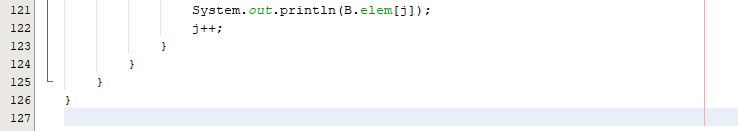 121 System.out.println(B.elem[j]);
122 j++;
123 }
124 }
125 }
126 }
127